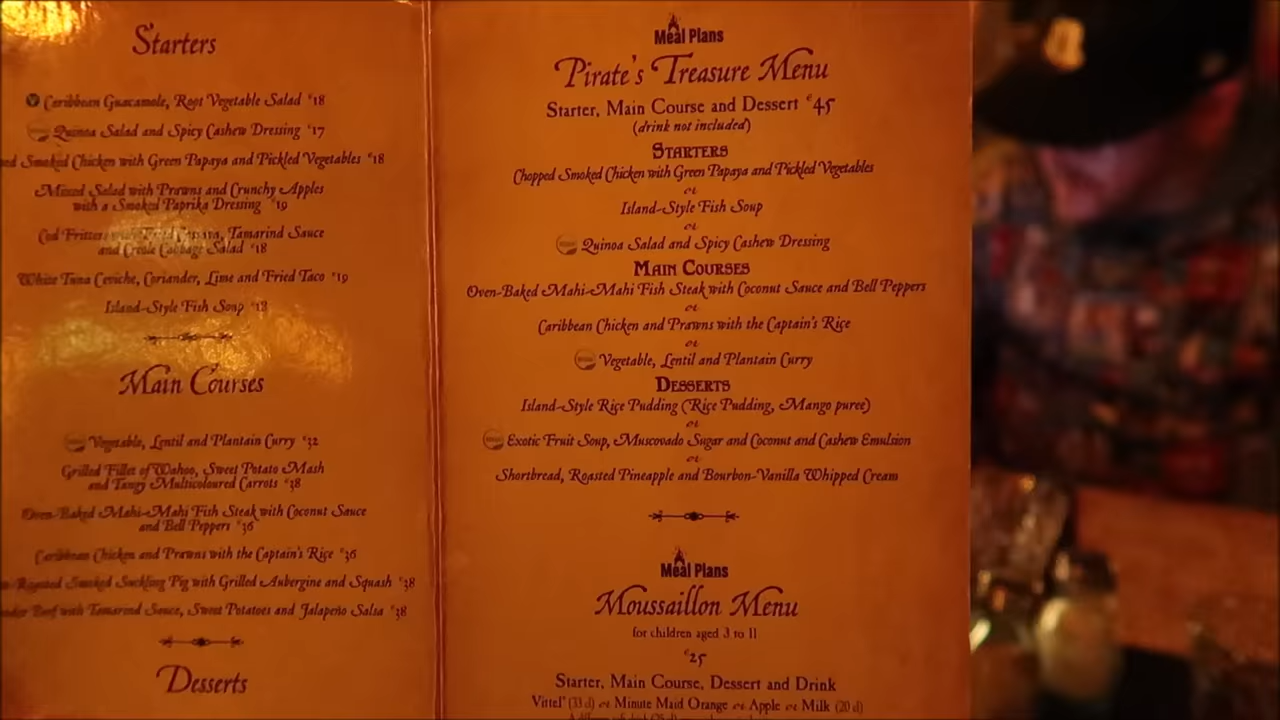 Starters
Caribbean Guacamole, Root Vegetable Salad €18
Quinoa Salad and Spicy Cashew Dressing €17
Smoked Chicken with Green Papaya and Pickled Vegetables €18
Mixed Salad with Prawns and Crunchy Apples
with a Smoked Paprika Dressing €19
Cod Fritters with Fried Cassava, Tamarind Sauce
and Creole Cabbage Salad €18
White Tuna Ceviche, Coriander, Lime and Fried Taco €19
Island-Style Fish Soup
Main Courses
Vegetable, Lentil and Plantain Curry €32
Grilled Fillet of Wahoo, Sweet Potato Mash
and Tangy Multicoloured Carrots €38
Oven-Baked Mahi-Mahi Fish Steak with Coconut Sauce
and Bell Peppers €36
Caribbean Chicken and Prawns with the Captain's Rice €36
Roasted Smoked Suckling Pig with Grilled Aubergine and Squash €38
Beef with Tamarind Sauce, Sweet Potatoes and Jalapeño Salsa €38
Desserts
Meal Plans
Pirate's Treasure Menu
Starter, Main Course and Dessert €45
(drink not included)
STARTERS
Chopped Smoked Chicken with Green Papaya and Pickled Vegetables
or
Island-Style Fish Soup
or
Quinoa Salad and Spicy Cashew Dressing
MAIN COURSES
Oven-Baked Mahi-Mahi Fish Steak with Coconut Sauce and Bell Peppers
or
Caribbean Chicken and Prawns with the Captain's Rice
or
Vegetable, Lentil and Plantain Curry
DESSERTS
Island-Style Rice Pudding (Rice Pudding, Mango puree)
or
Exotic Fruit Soup, Muscovado Sugar and Coconut and Cashew Emulsion
or
Shortbread, Roasted Pineapple and Bourbon-Vanilla Whipped Cream
Meal Plans
Moussaillon Menu
for children aged 3 to 11
€25
Starter, Main Course, Dessert and Drink
Vittel® (33 cl) or Minute Maid Orange or Apple or Milk (20 cl)